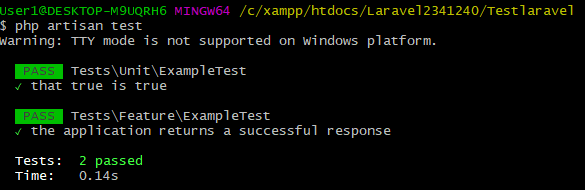 User1@DESKTOP-M9UQRH6 MINGW64 /c/xampp/htdocs/Laravel2341240/Testlaravel
$ php artisan test
Warning: TTY mode is not supported on Windows platform.
PASS Tests\Unit\ExampleTest
✓ that true is true
PASS Tests\Feature\ExampleTest
✓ the application returns a successful response
Tests: 2 passed
Time: 0.14s